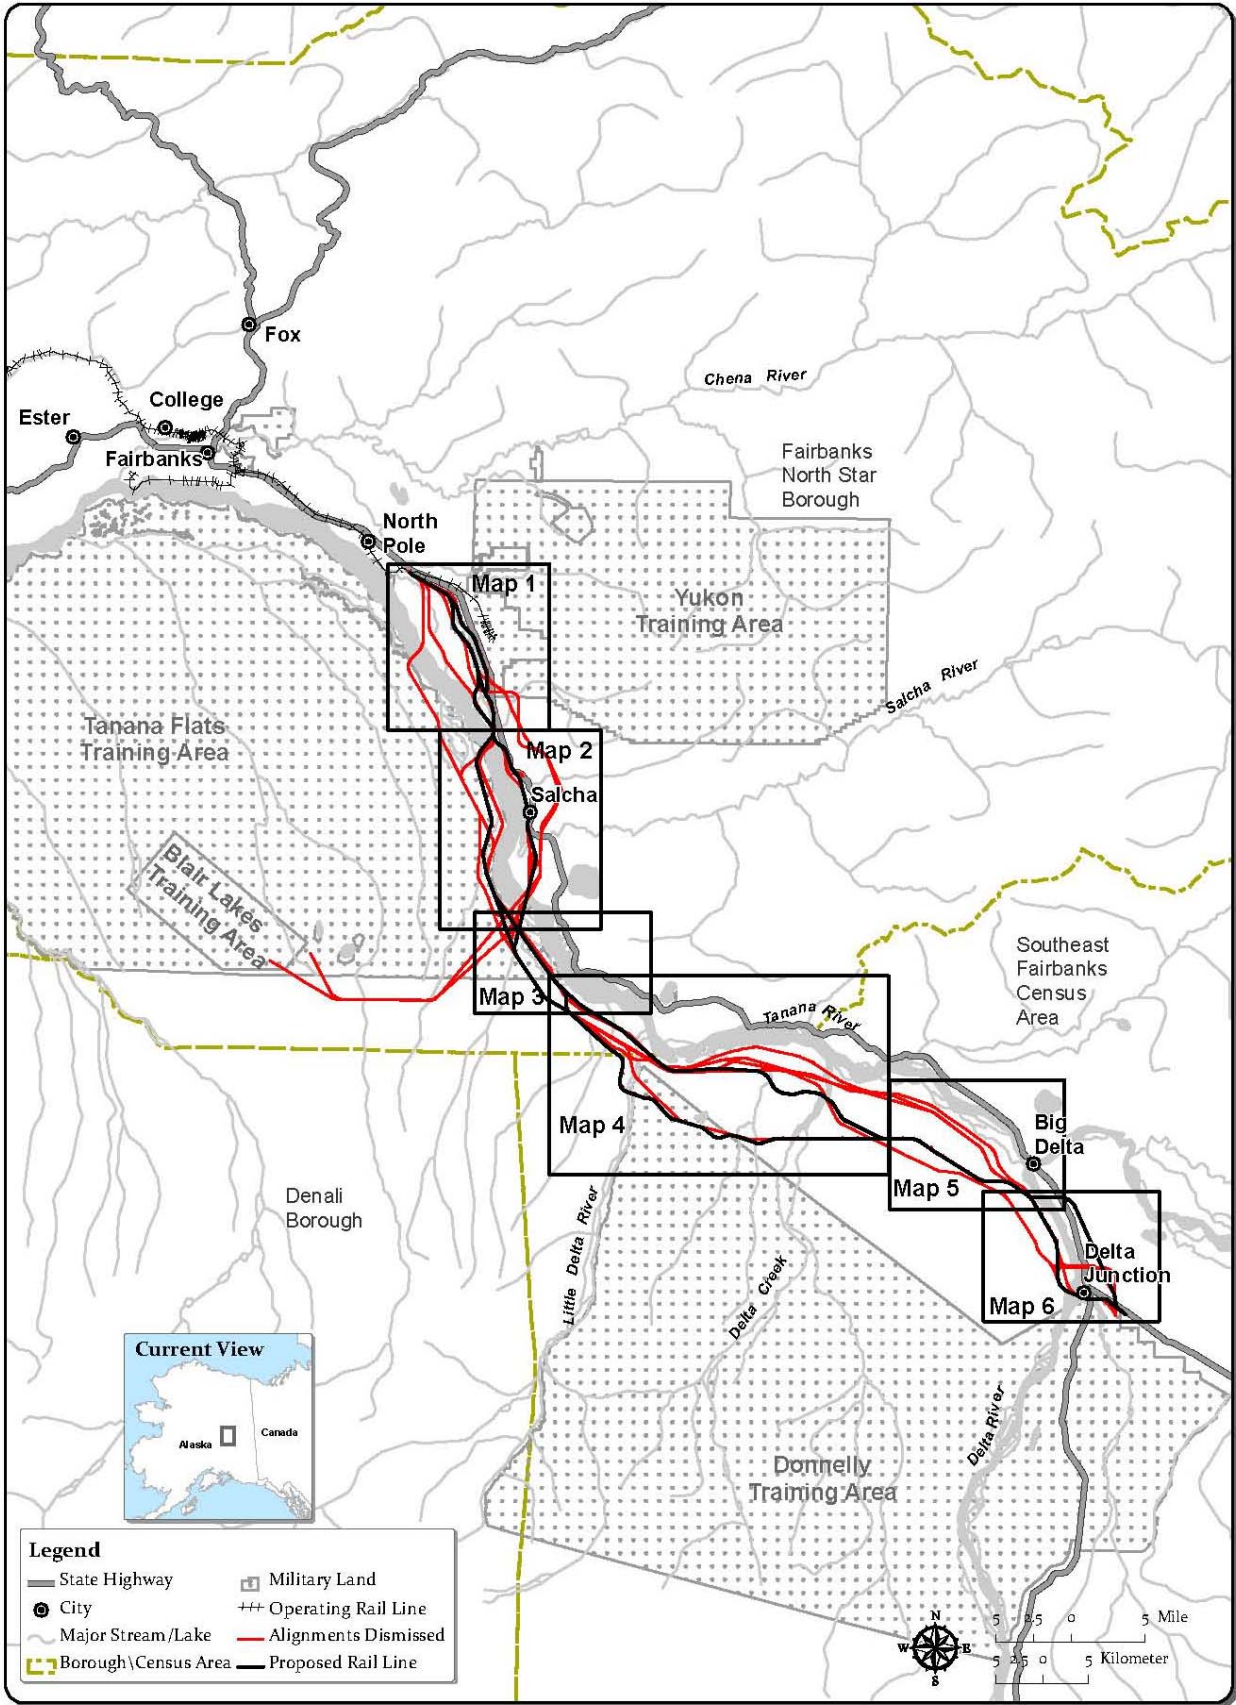 Fox
College
Ester
Fairbanks
Chena River
Fairbanks
North Star
Borough
North
Pole
Map 1
Yukon
Training Area
Salcha River
Tanana Flats
Training Area
Map 2
Salcha
Blair Lakes
Training Area
Southeast
Fairbanks
Census
Area
Map 3
Tanana River
Map 4
Big
Delta
Map 5
Denali
Borough
Little Delta River
Delta Creek
Delta
Junction
Map 6
Current View
Alaska
Canada
Delta River
Donnelly
Training Area
Legend
State Highway
Military Land
City
Operating Rail Line
Major Stream/Lake
Alignments Dismissed
Borough\Census Area
Proposed Rail Line
N
W E
S
5 2.5 0 5 Mile
5 2.5 0 5 Kilometer